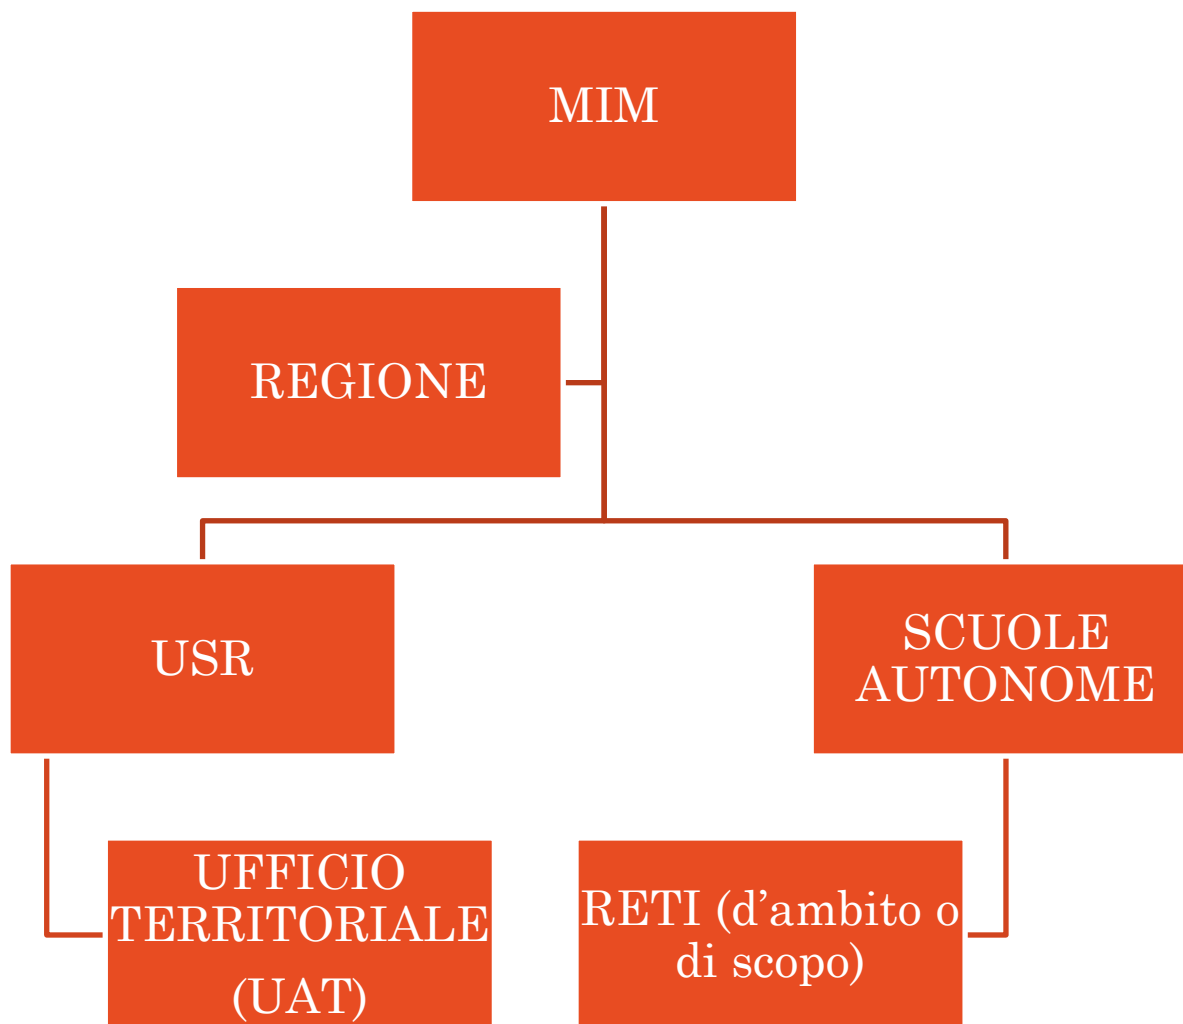 MIM
REGIONE
USR
SCUOLE
AUTONOME
UFFICIO
TERRITORIALE
(UAT)
RETI (d’ambito o
di scopo)